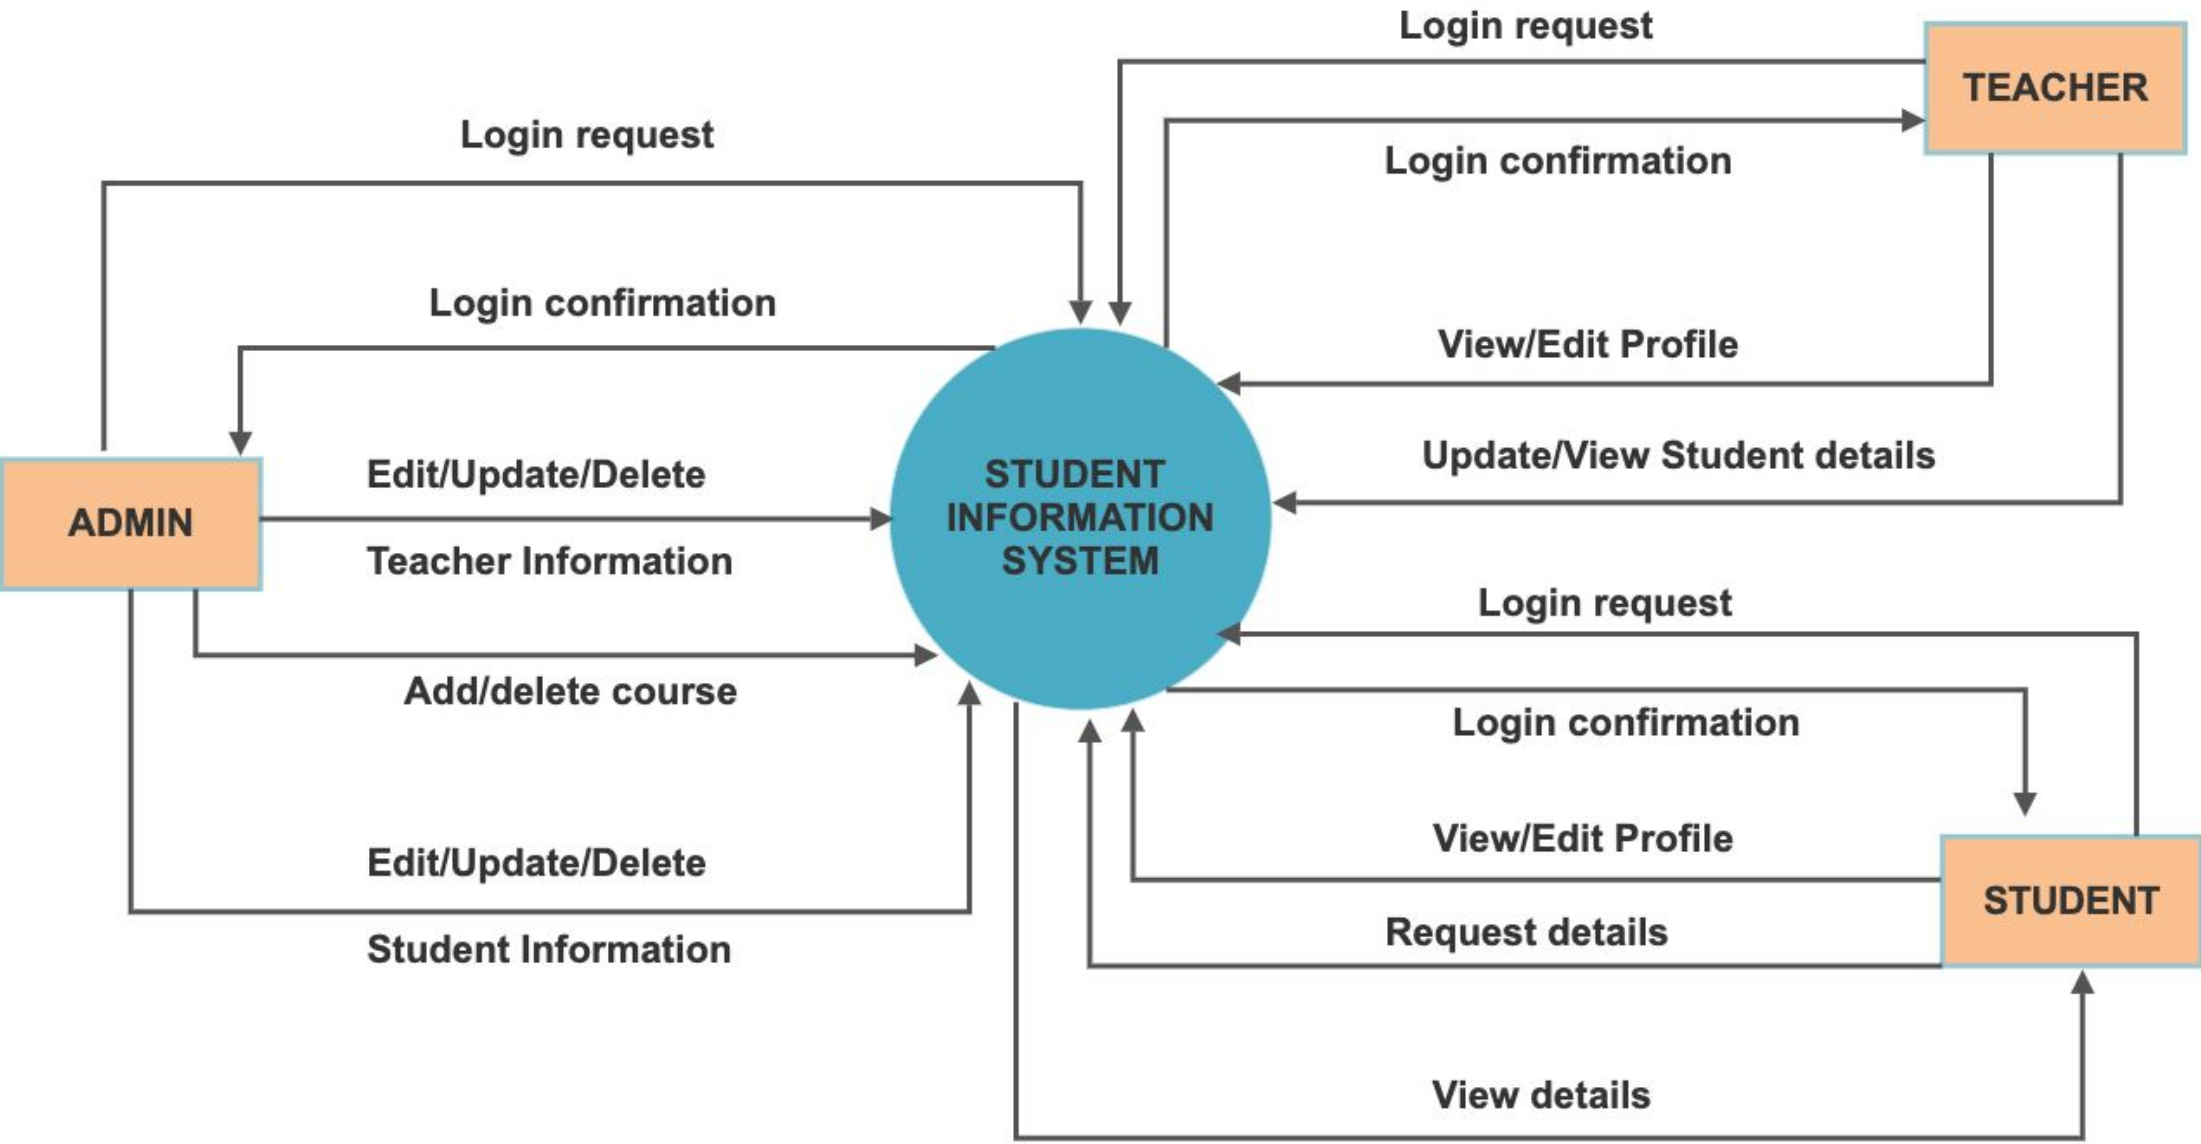 Login request
TEACHER
Login confirmation
View/Edit Profile
Update/View Student details
Login request
Login confirmation
ADMIN
Edit/Update/Delete
Teacher Information
Add/delete course
Edit/Update/Delete
Student Information
STUDENT
INFORMATION
SYSTEM
Login request
Login confirmation
View/Edit Profile
Request details
STUDENT
View details